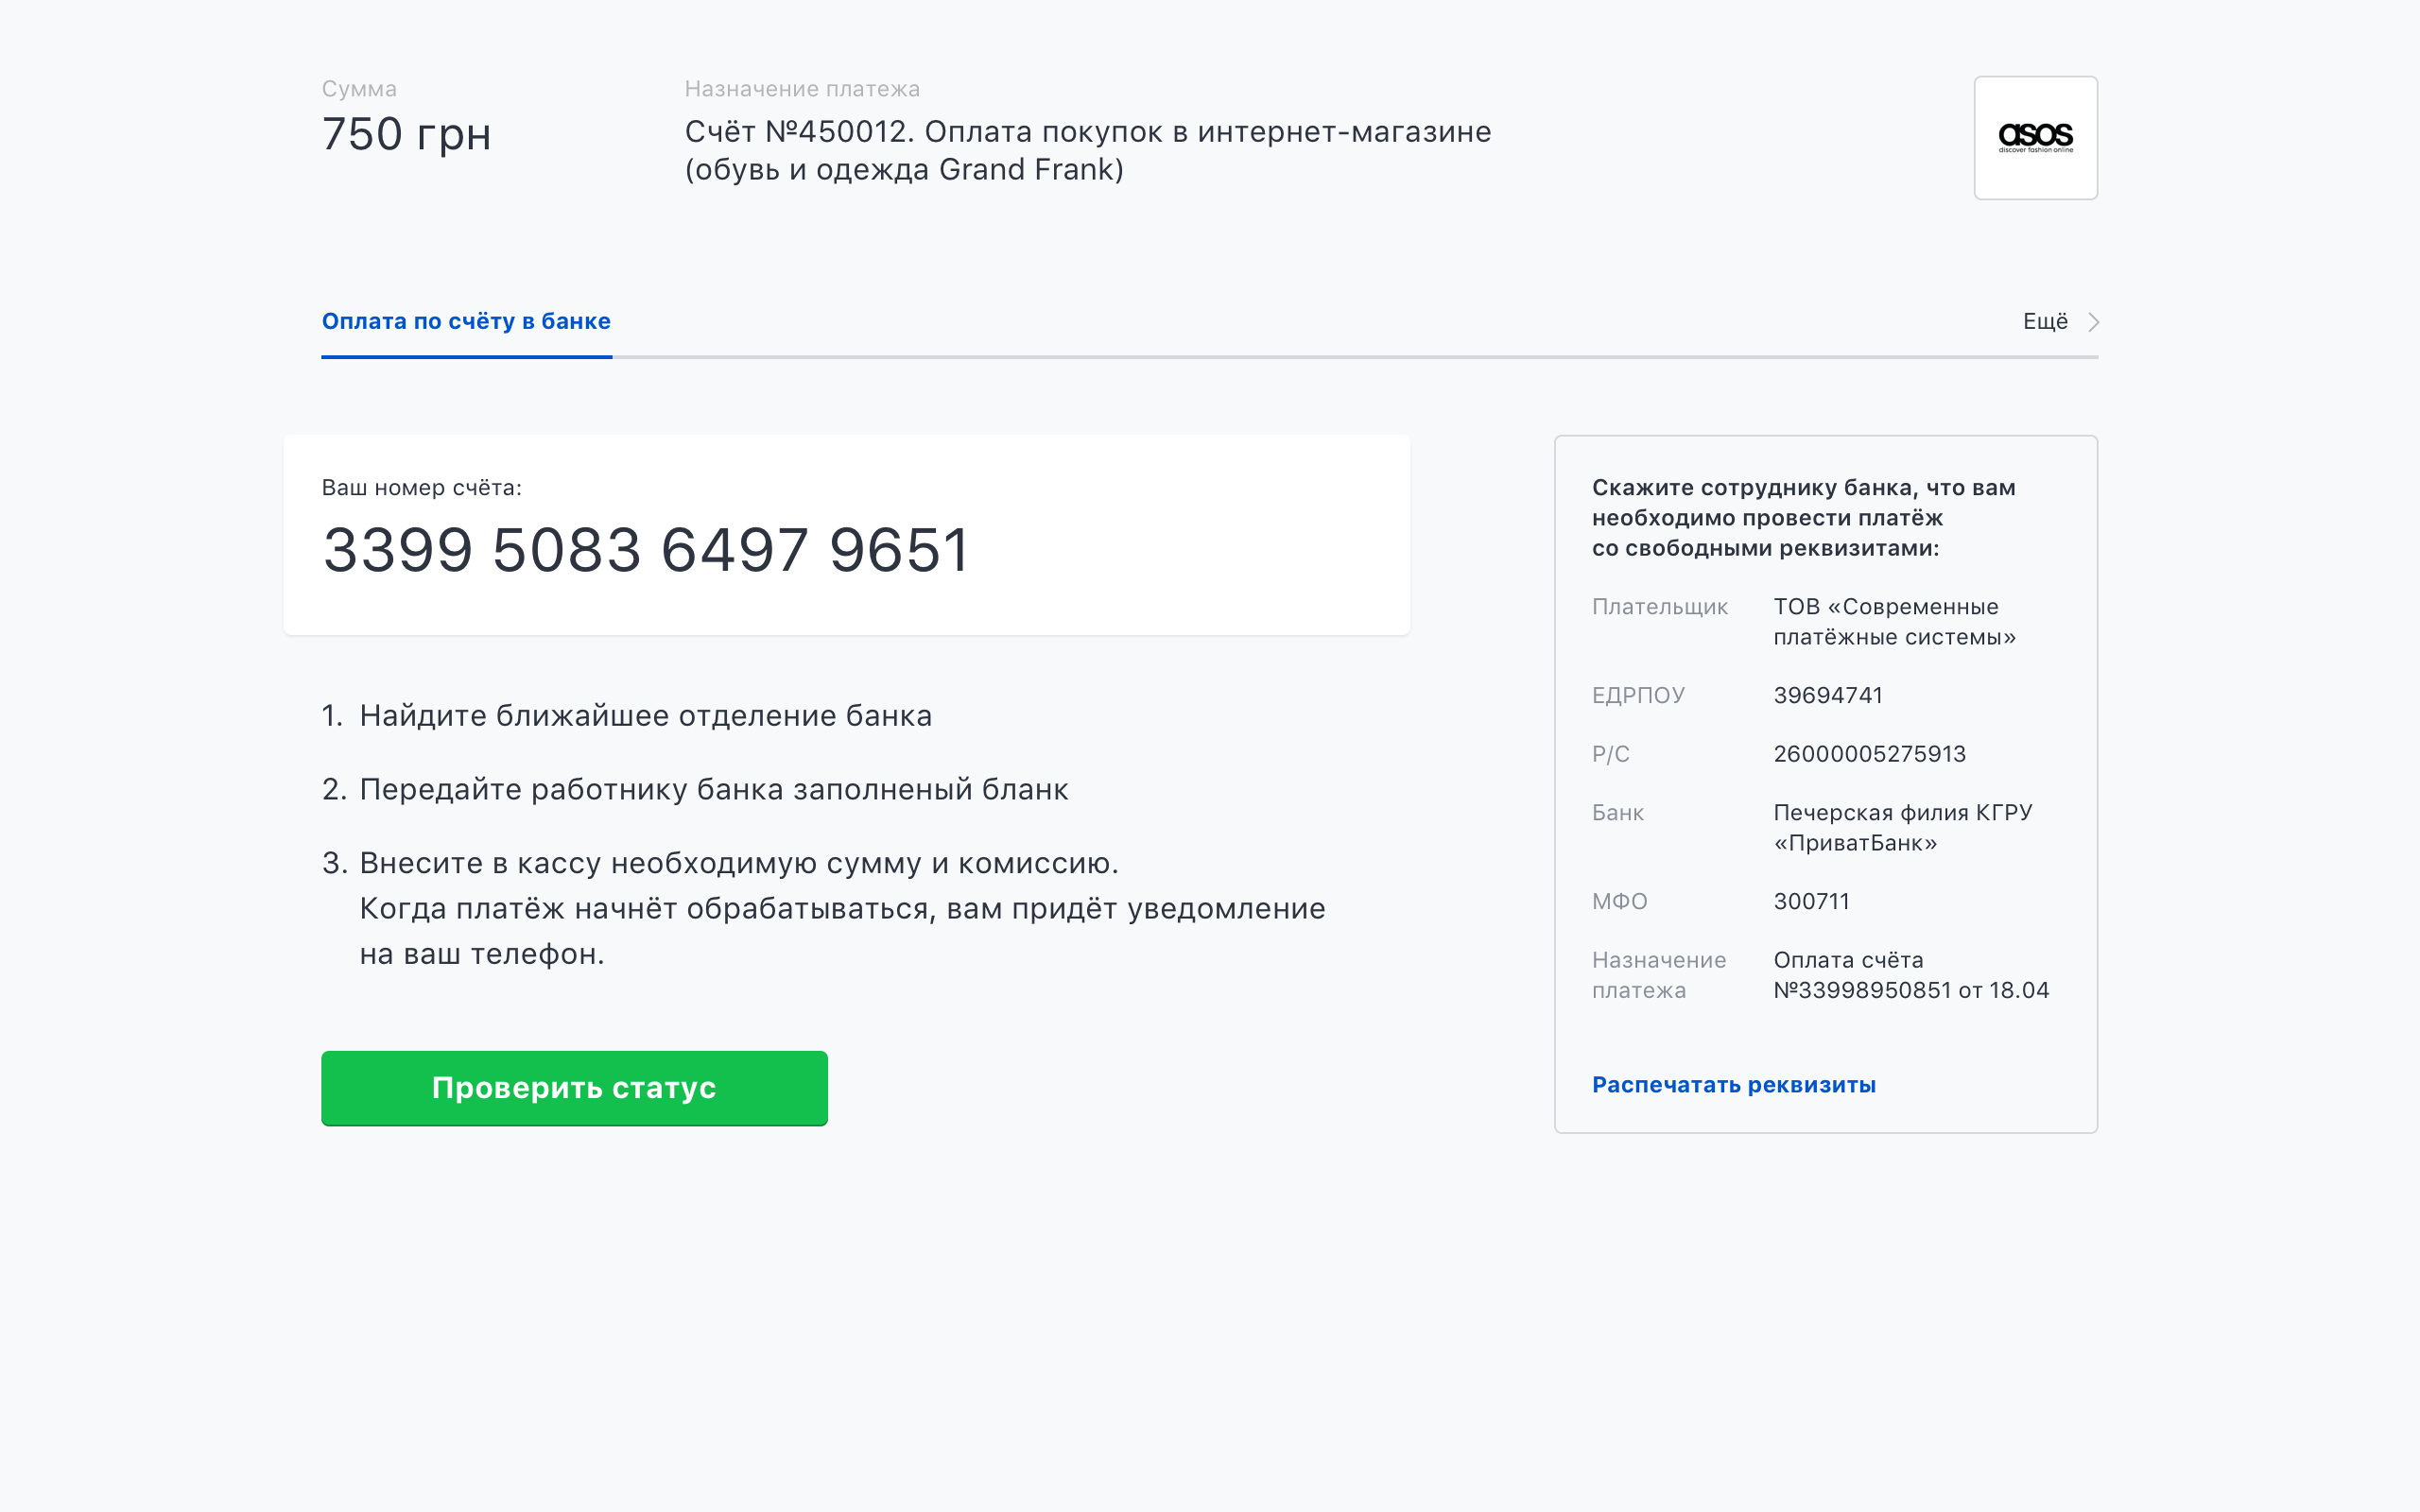 Сумма
750 грн
Назначение платежа
Счёт №450012. Оплата покупок в интернет-магазине
(обувь и одежда Grand Frank)
asos
discover fashion online
Оплата по счёту в банке
Ещё
Ваш номер счёта:
3399 5083 6497 9651
1. Найдите ближайшее отделение банка
2. Передайте работнику банка заполненый бланк
3. Внесите в кассу необходимую сумму и комиссию.
Когда платёж начнёт обрабатываться, вам придёт уведомление
на ваш телефон.
Проверить статус
Скажите сотруднику банка, что вам
необходимо провести платёж
со свободными реквизитами:
Плательщик ТОВ «Современные
платёжные системы»
ЕДРПОУ 39694741
Р/С 26000005275913
Банк Печерская филия КГРУ
«ПриватБанк»
МФО 300711
Назначение Оплата счёта
платежа №33998950851 от 18.04
Распечатать реквизиты